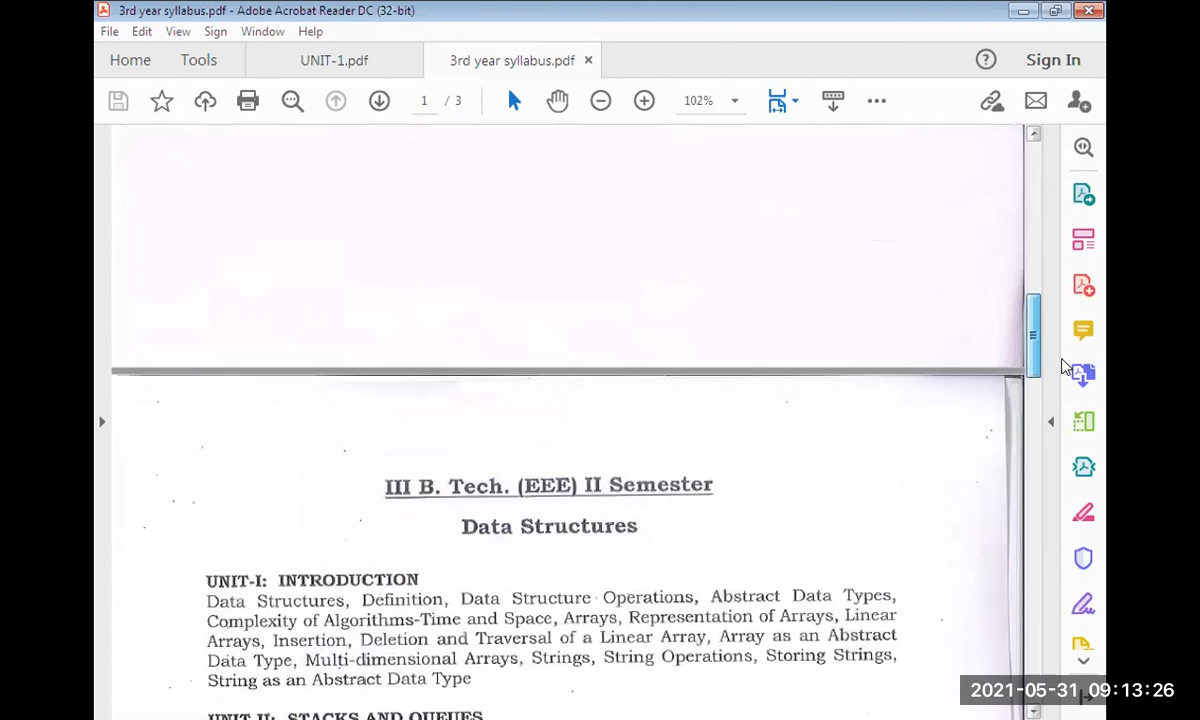 3rd year syllabus.pdf - Adobe Acrobat Reader DC (32-bit)
File Edit View Sign Window Help
Home Tools UNIT-1.pdf 3rd year syllabus.pdf × Sign In
1 / 3 102%
III B. Tech. (EEE) II Semester
Data Structures
UNIT-I: INTRODUCTION
Data Structures, Definition, Data Structure Operations, Abstract Data Types,
Complexity of Algorithms-Time and Space, Arrays, Representation of Arrays, Linear
Arrays, Insertion, Deletion and Traversal of a Linear Array, Array as an Abstract
Data Type, Multi-dimensional Arrays, Strings, String Operations, Storing Strings,
String as an Abstract Data Type
UNIT II: STACKS AND QUEUES
2021-05-31 09:13:26